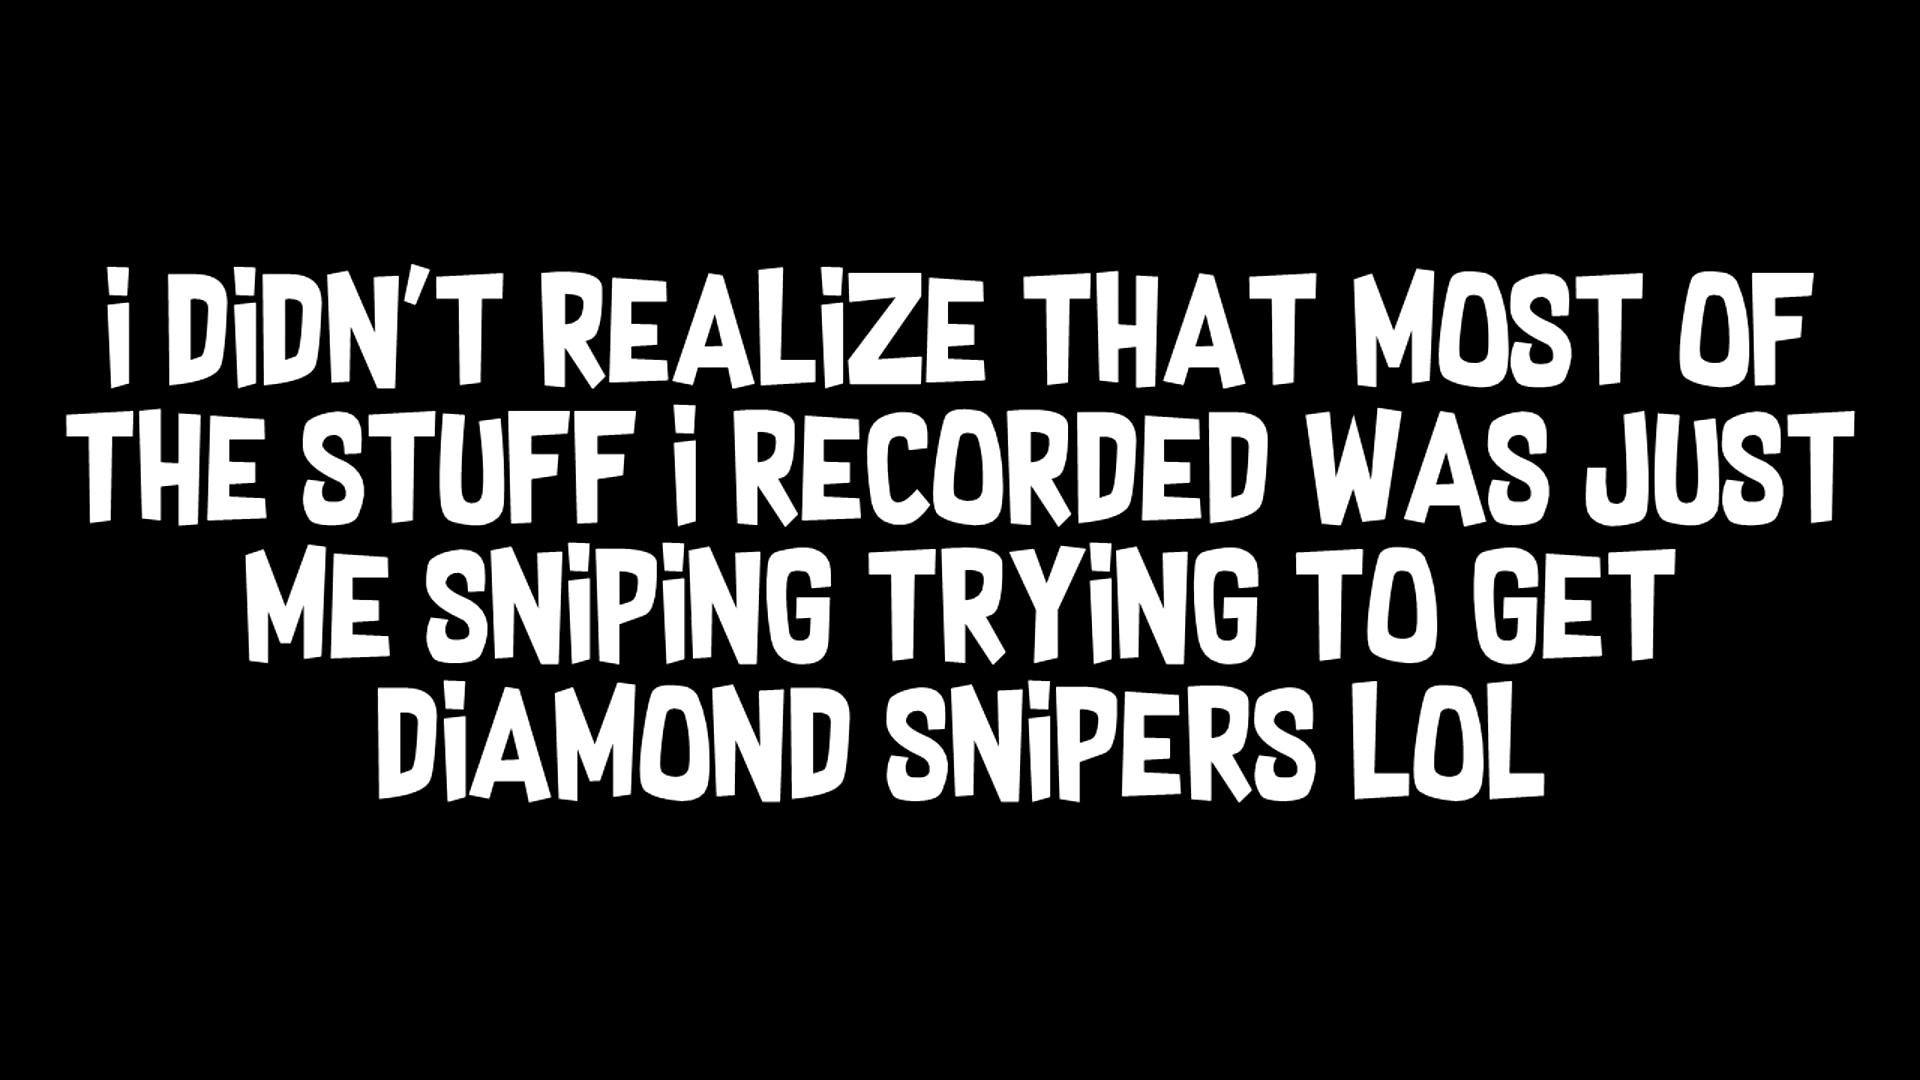 i DiDN'T REALiZE THAT MOST OF
THE STUFF i RECORDED WAS JUST
ME SNiPiNG TRYiNG TO GET
DiAMOND SNiPERS LOL